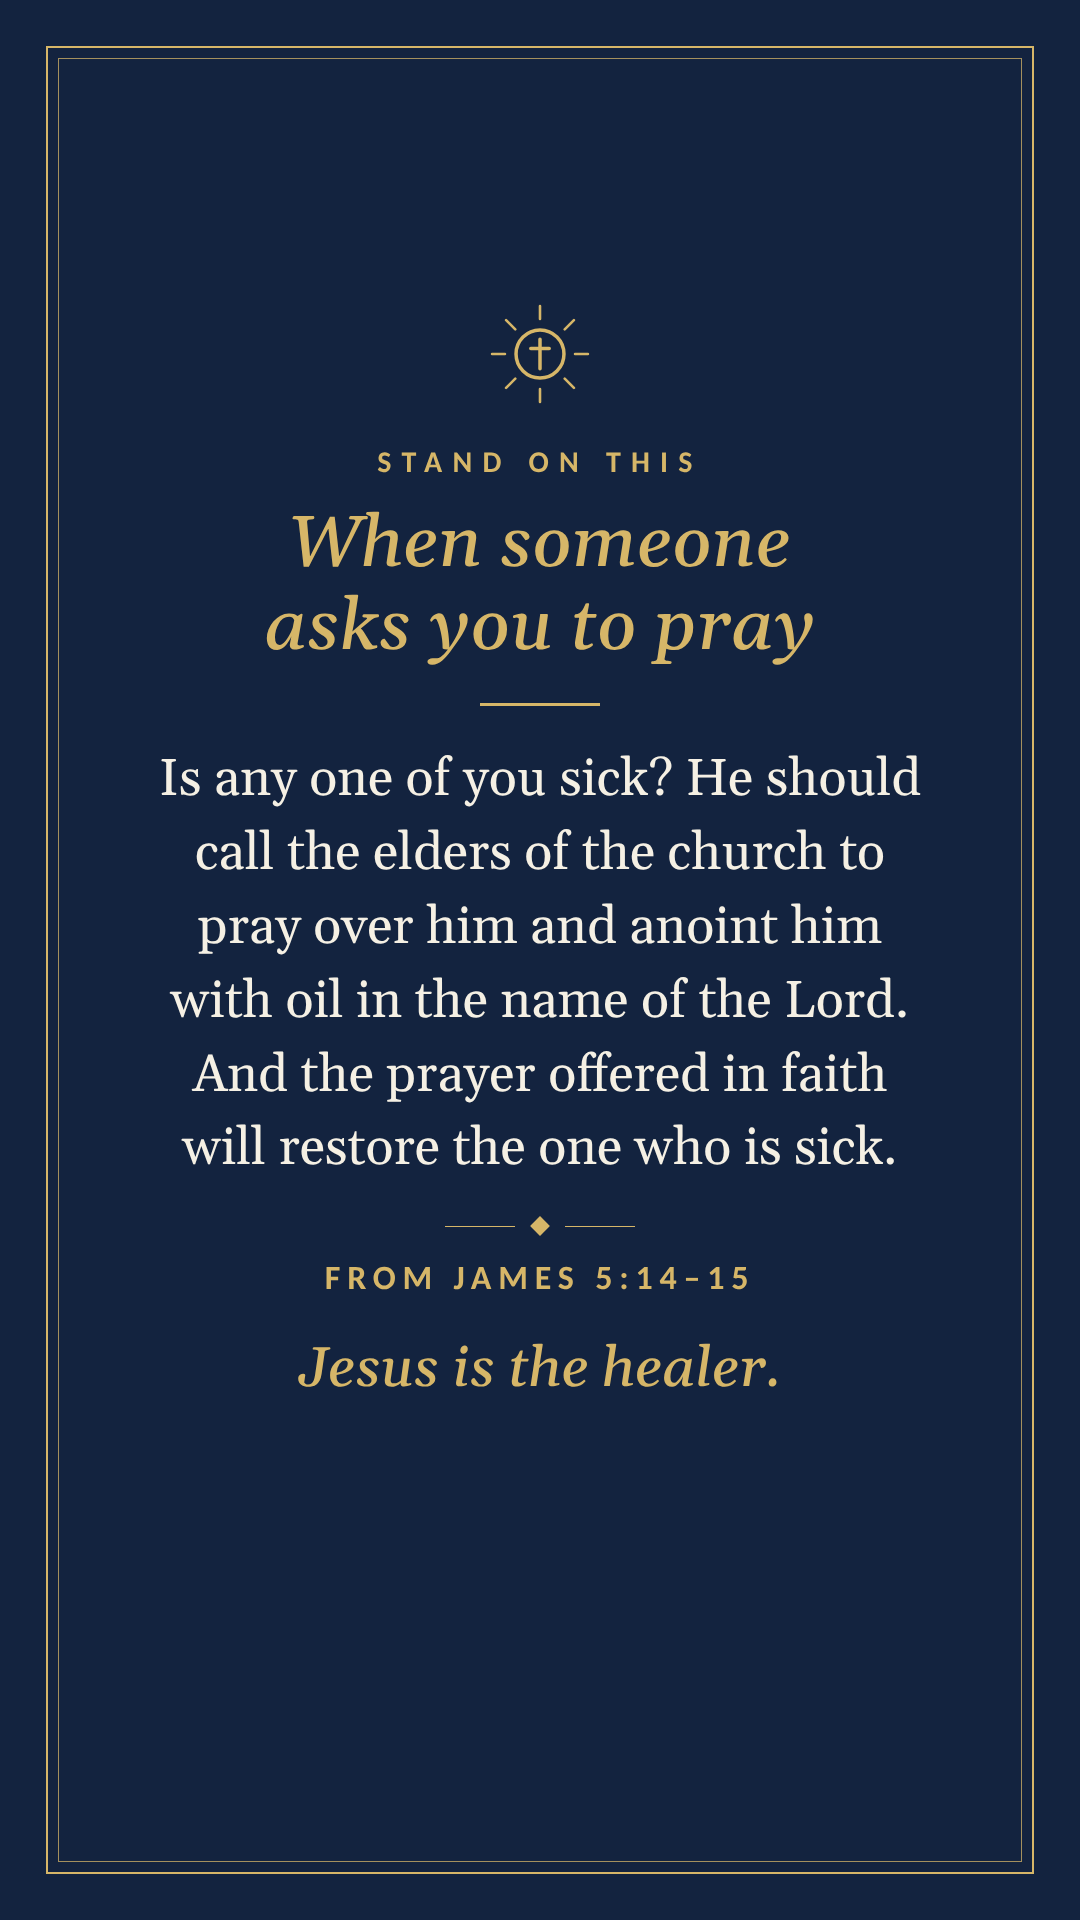 STAND ON THIS
When someone
asks you to pray
Is any one of you sick? He should
call the elders of the church to
pray over him and anoint him
with oil in the name of the Lord.
And the prayer offered in faith
will restore the one who is sick.
FROM JAMES 5:14–15
Jesus is the healer.